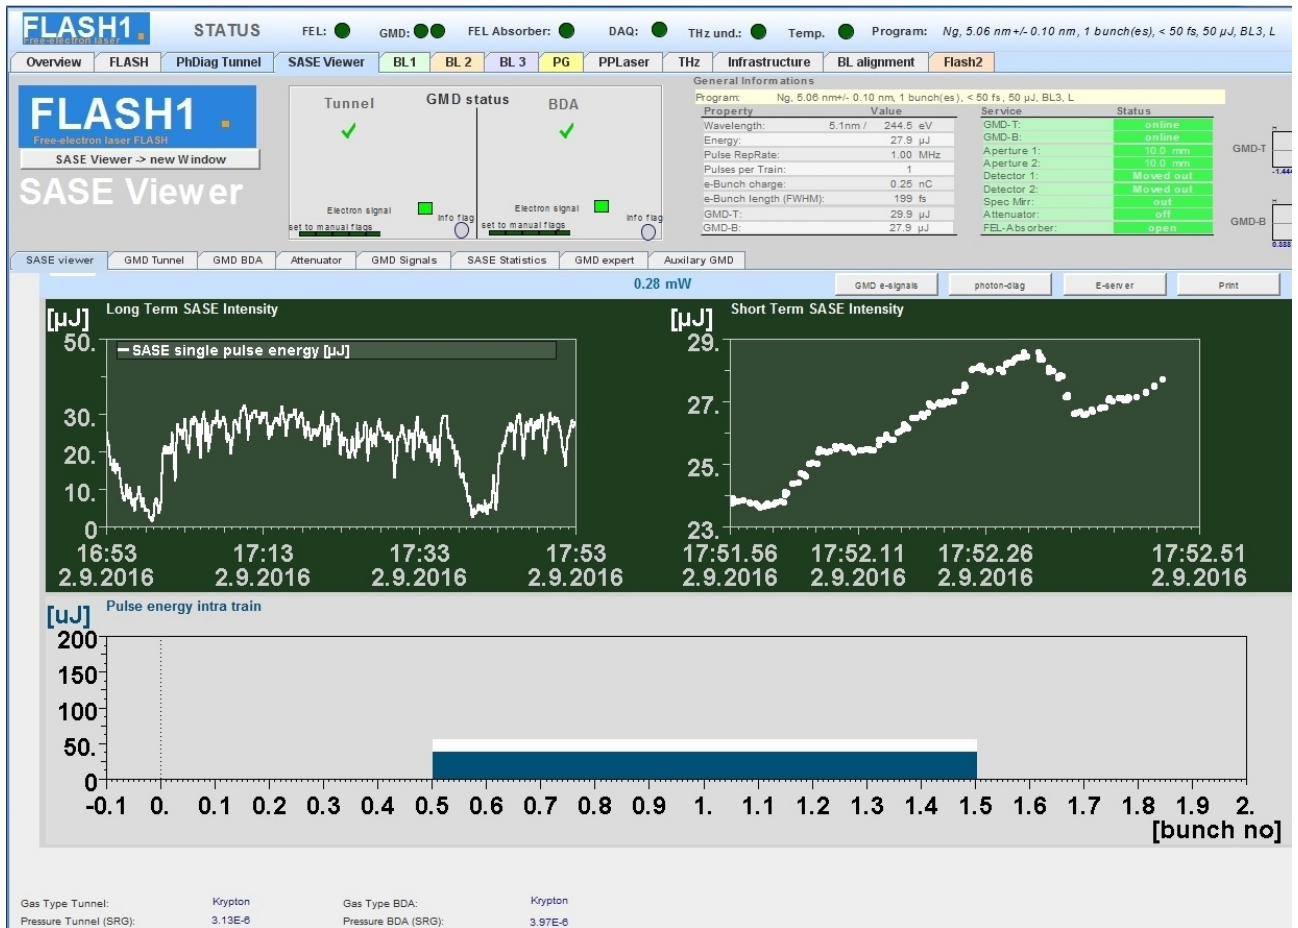 FLASH1.
Free-electron laser
STATUS FEL: GMD: FEL Absorber: DAQ: THz und.: Temp. Program: Ng, 5.06 nm+/- 0.10 nm, 1 bunch(es), < 50 fs, 50 µJ, BL3, L
Overview FLASH PhDiag Tunnel SASE Viewer BL1 BL 2 BL 3 PG PPLaser THz Infrastructure BL alignment Flash2
FLASH1 .
Free-electron laser FLASH
SASE Viewer -> new Window
SASE Viewer
Tunnel GMD status BDA
Electron signal Info flag Electron signal Info flag
set to manual flags set to manual flags
General Informations
Program: Ng, 5.06 nm+/- 0.10 nm, 1 bunch(es), < 50 fs, 50 µJ, BL3, L
Property Value Service Status
Wavelength: 5.1nm / 244.5 eV GMD-T: online
Energy: 27.9 µJ GMD-B: online
Pulse RepRate: 1.00 MHz Aperture 1: 10.0 mm
Pulses per Train: 1 Aperture 2: 10.0 mm
e-Bunch charge: 0.25 nC Detector 1: Moved out
e-Bunch length (FWHM): 199 fs Detector 2: Moved out
GMD-T: 29.9 µJ Spec Mirr: out
GMD-B: 27.9 µJ Attenuator: off
FEL-Absorber: open
GMD-T
GMD-B
SASE viewer GMD Tunnel GMD BDA Attenuator GMD Signals SASE Statistics GMD expert Auxilary GMD
0.28 mW GMD e-signals photon-diag E-server Print
[µJ] Long Term SASE Intensity
SASE single pulse energy [µJ]
50.
30.
20.
10.
0
16:53 17:13 17:33 17:53
2.9.2016 2.9.2016 2.9.2016 2.9.2016
[µJ] Short Term SASE Intensity
29.
27.
25.
23.
17:51.56 17:52.11 17:52.26 17:52.51
2.9.2016 2.9.2016 2.9.2016 2.9.2016
[uJ] Pulse energy intra train
200
150
100
50.
0
-0.1 0. 0.1 0.2 0.3 0.4 0.5 0.6 0.7 0.8 0.9 1. 1.1 1.2 1.3 1.4 1.5 1.6 1.7 1.8 1.9 2.
[bunch no]
Gas Type Tunnel: Krypton Gas Type BDA: Krypton
Pressure Tunnel (SRG): 3.13E-6 Pressure BDA (SRG): 3.97E-6